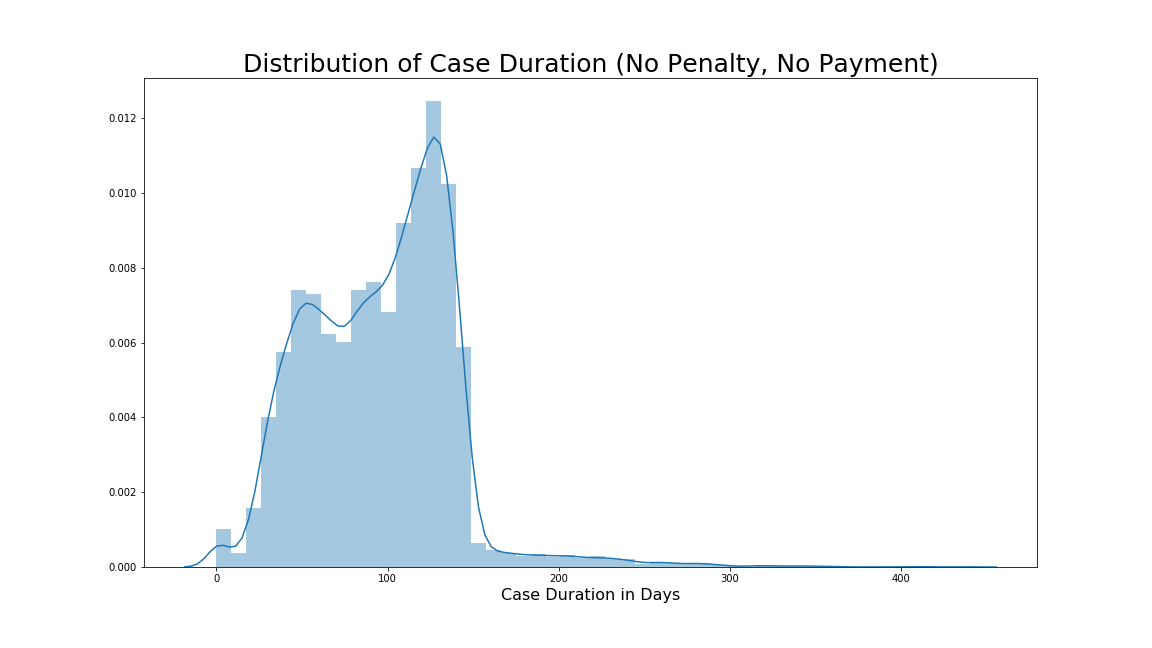 Distribution of Case Duration (No Penalty, No Payment)
0.012
0.010
0.008
0.006
0.004
0.002
0.000
0 100 200 300 400
Case Duration in Days